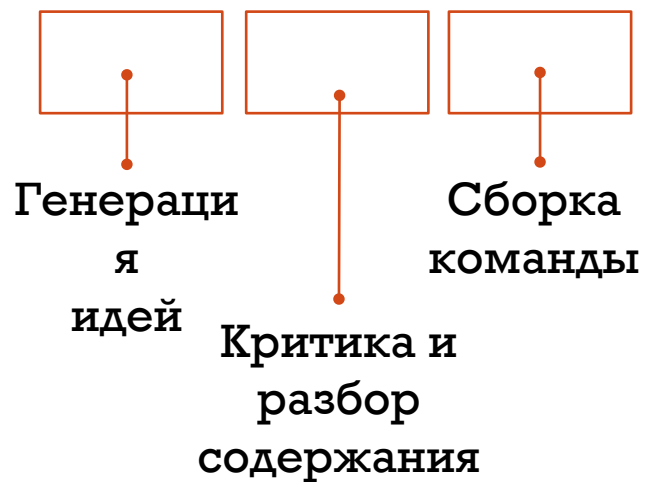 Генераци
я
идей
Критика и
разбор
содержания
Сборка
команды